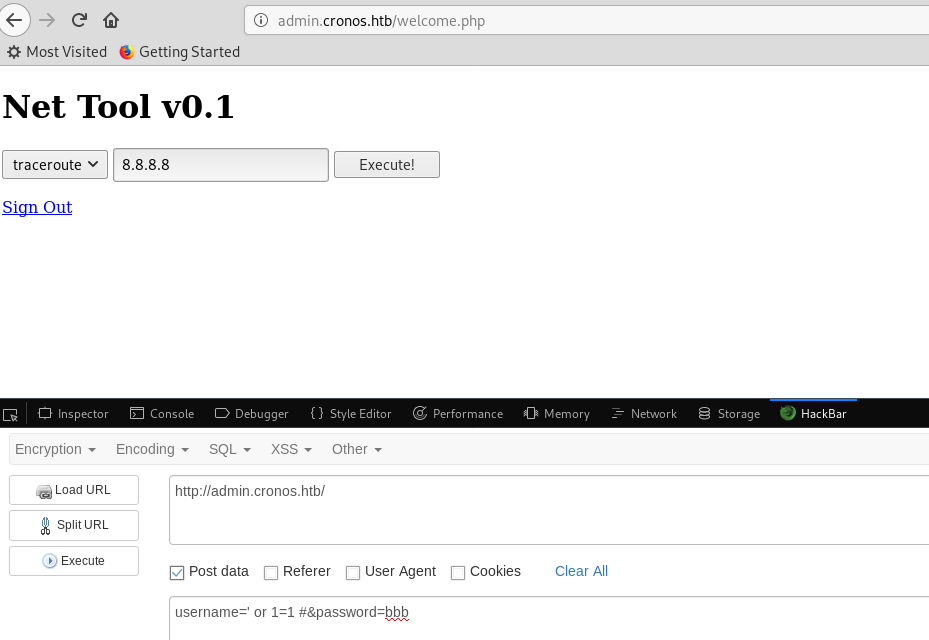 admin.cronos.htb/welcome.php
Most Visited Getting Started
Net Tool v0.1
traceroute 8.8.8.8 Execute!
Sign Out
Inspector Console Debugger {} Style Editor Performance Memory Network Storage HackBar
Encryption Encoding SQL XSS Other
Load URL http://admin.cronos.htb/
Split URL
Execute
Post data Referer User Agent Cookies Clear All
username=' or 1=1 #&password=bbb